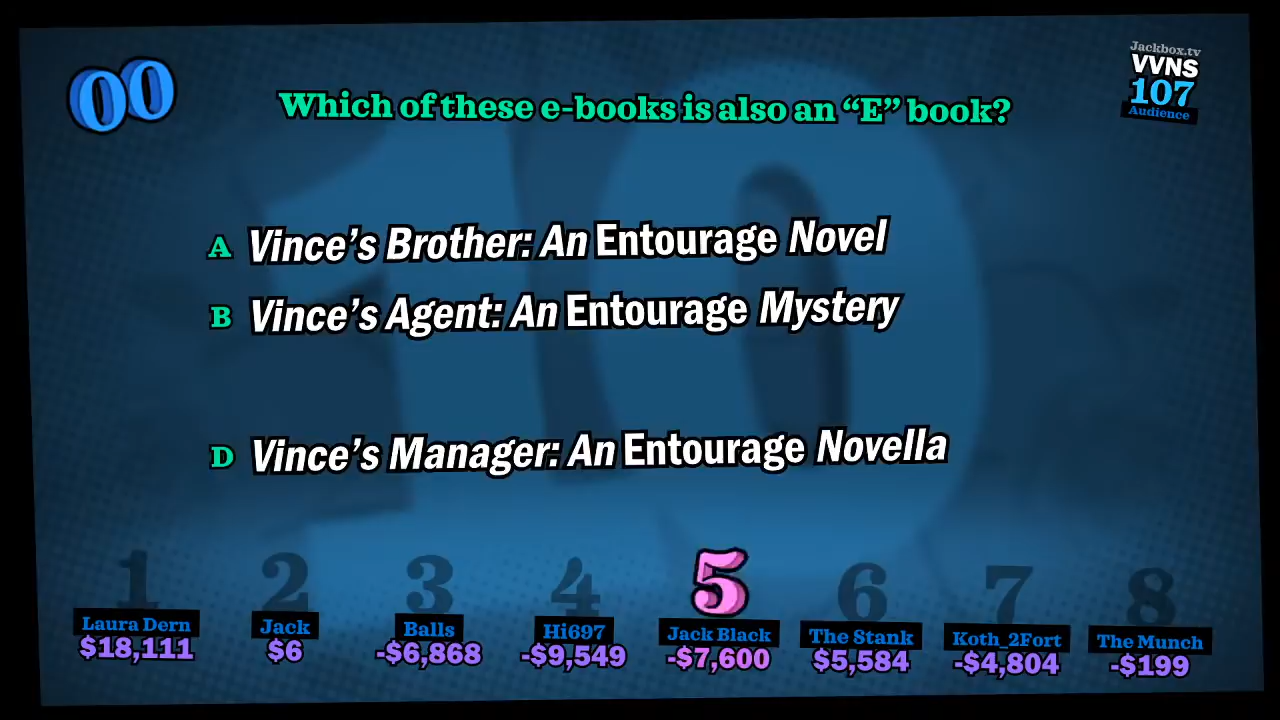 00
Which of these e-books is also an “E” book?
Jackbox.tv
VVNS
107
Audience
A Vince’s Brother: An Entourage Novel
B Vince’s Agent: An Entourage Mystery
D Vince’s Manager: An Entourage Novella
10
1 2 3 4 5 6 7 8
Laura Dern Jack Balls Hi697 Jack Black The Stank Koth_2Fort The Munch
$18,111 $6 -$6,868 -$9,549 -$7,600 $5,584 -$4,804 -$199